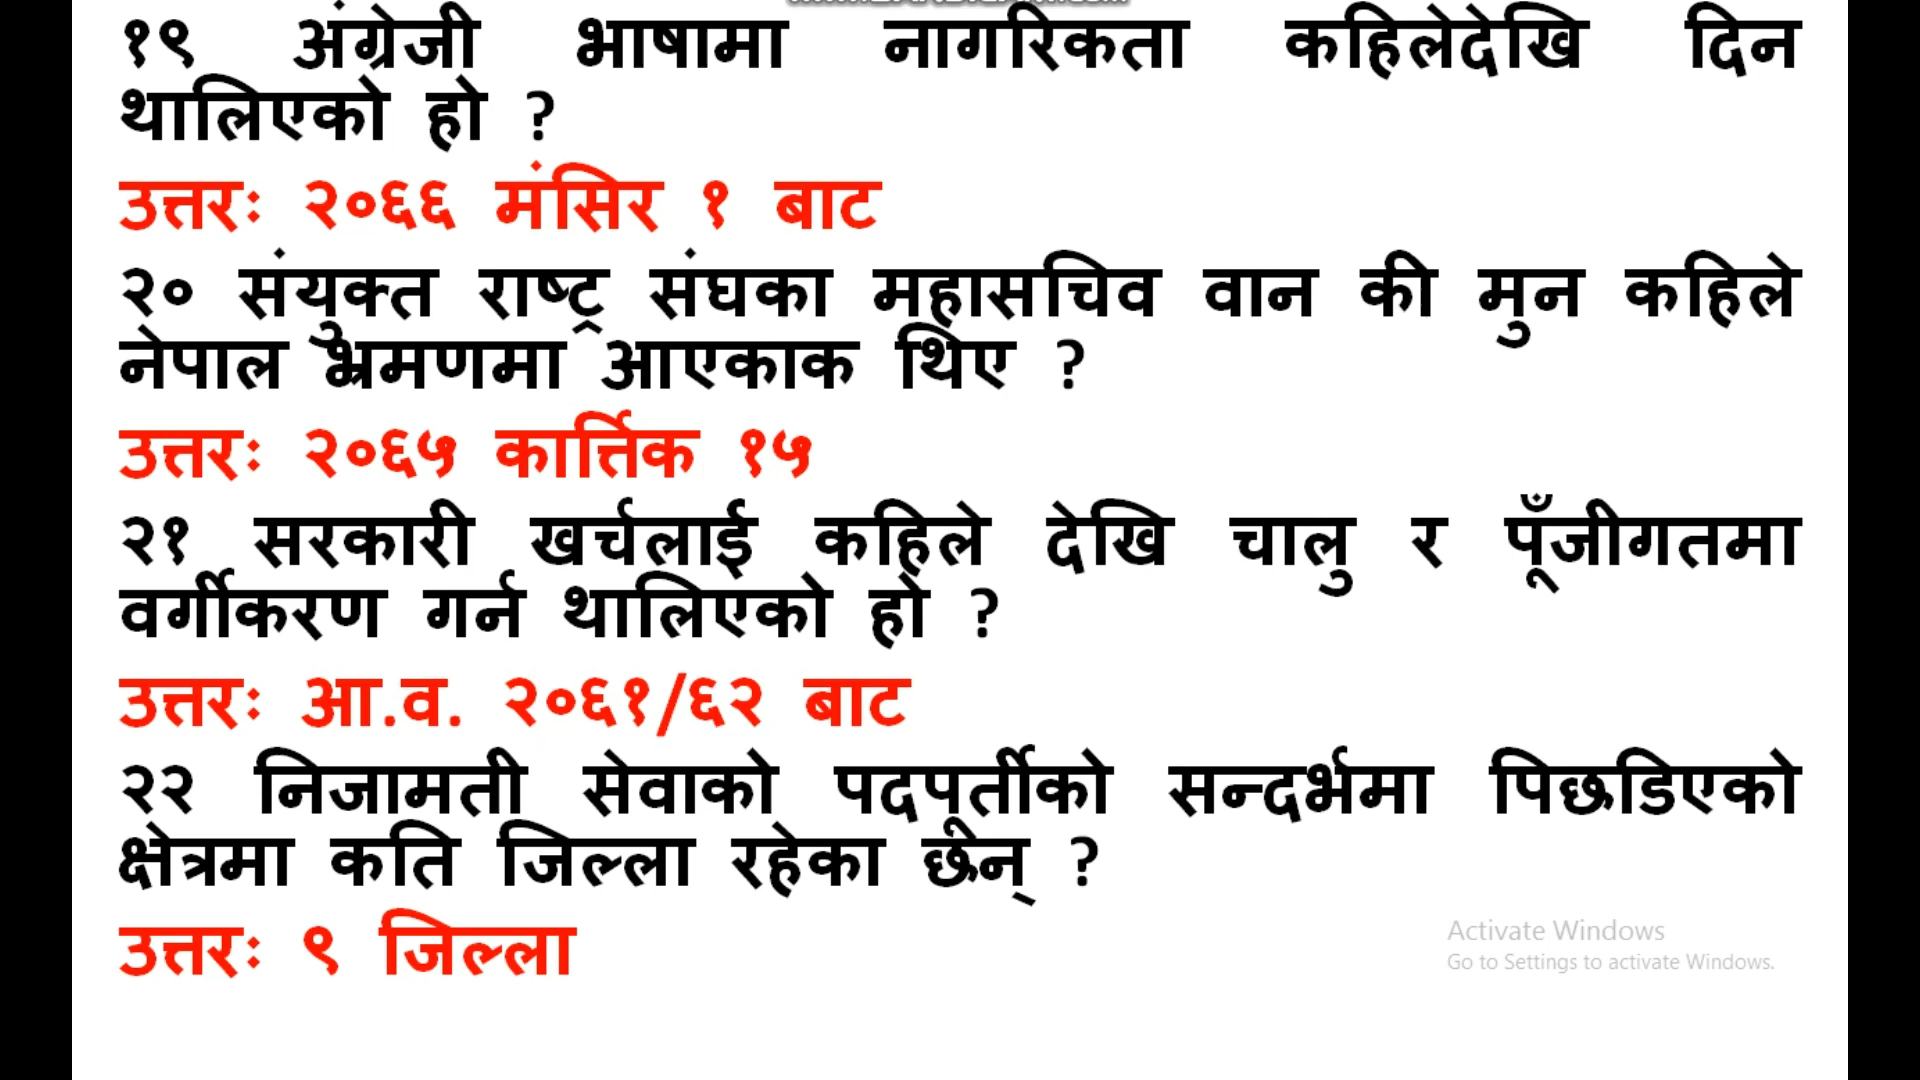 १९ अंग्रेजी भाषामा नागरिकता कहिलेदेखि दिन
थालिएको हो ?
उत्तरः २०६६ मंसिर १ बाट
२० संयुक्त राष्ट्र संघका महासचिव वान की मुन कहिले
नेपाल भ्रमणमा आएकाक थिए ?
उत्तरः २०६५ कार्त्तिक १५
२१ सरकारी खर्चलाई कहिले देखि चालु र पूँजीगतमा
वर्गीकरण गर्न थालिएको हो ?
उत्तरः आ.व. २०६१/६२ बाट
२२ निजामती सेवाको पदपूर्तीको सन्दर्भमा पिछडिएको
क्षेत्रमा कति जिल्ला रहेका छन् ?
उत्तरः ९ जिल्ला
Activate Windows
Go to Settings to activate Windows.